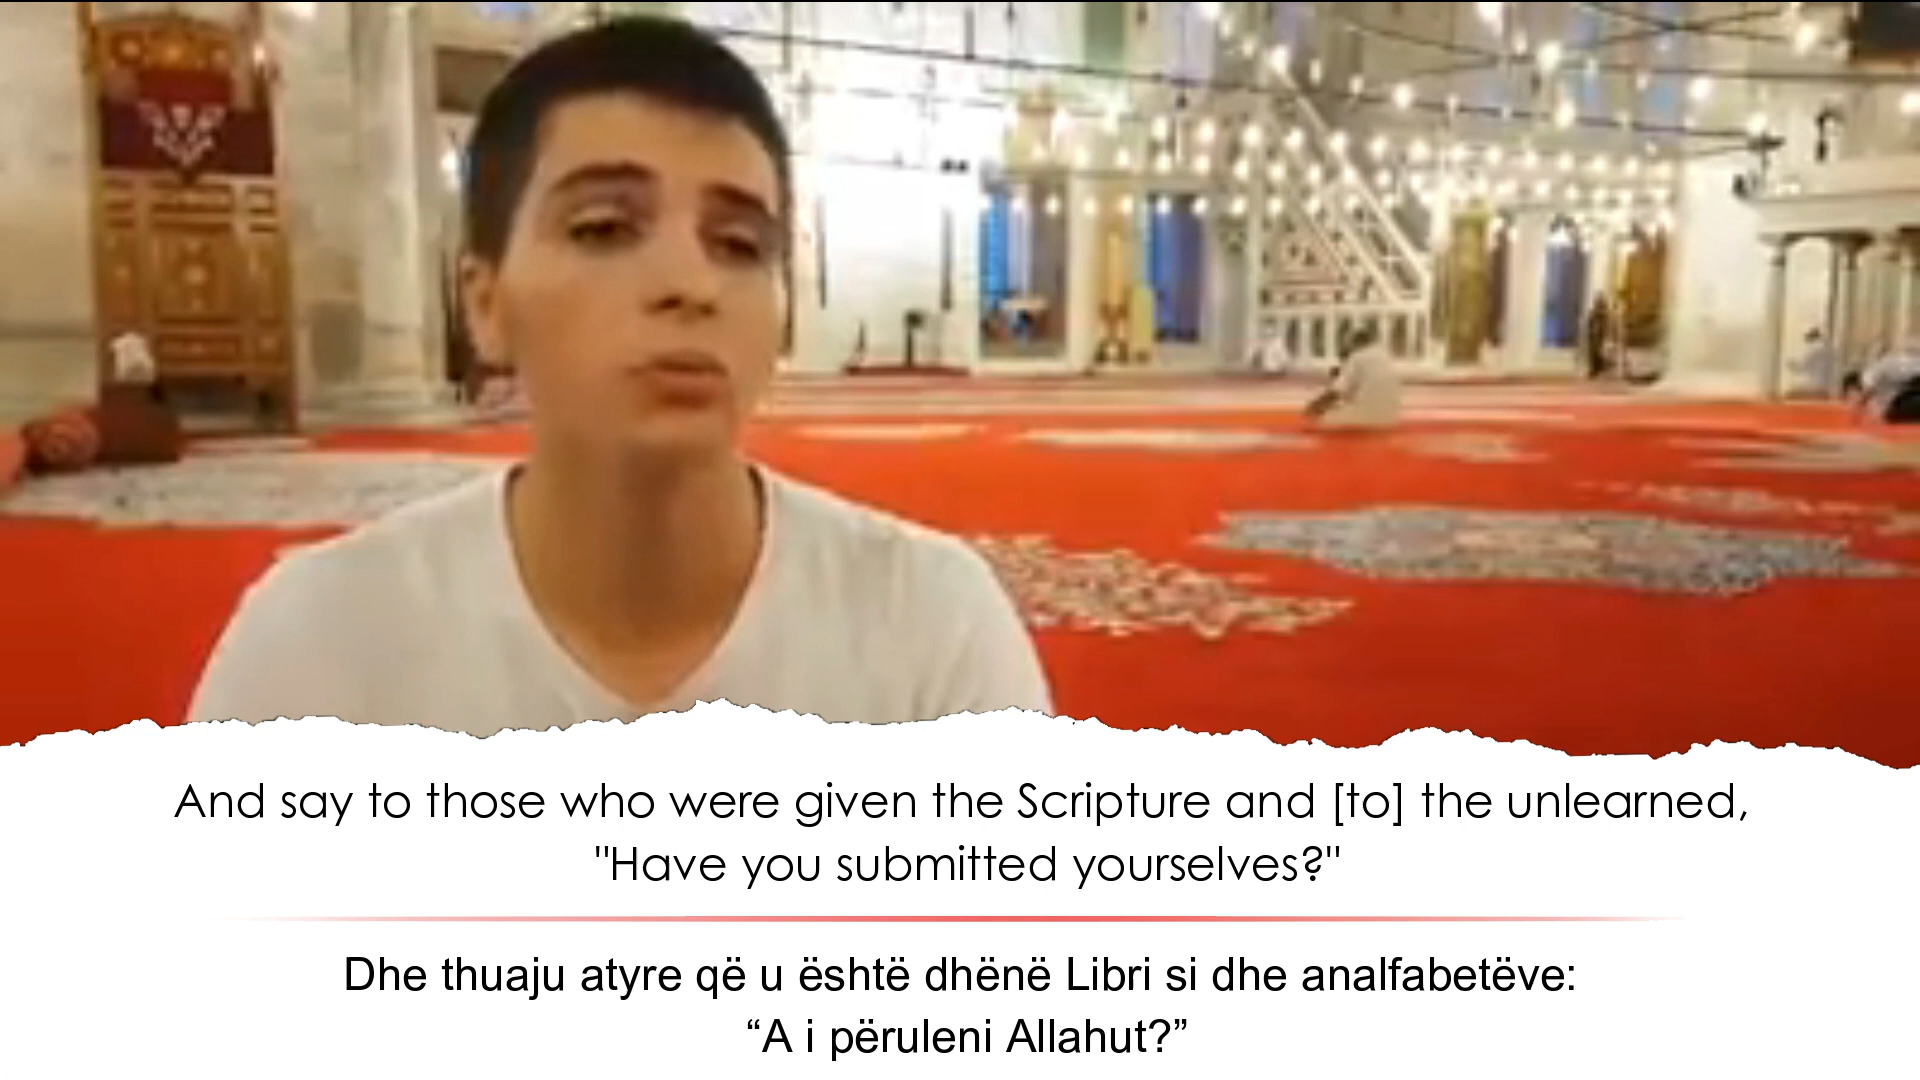 And say to those who were given the Scripture and [to] the unlearned,
"Have you submitted yourselves?"
Dhe thuaju atyre që u është dhënë Libri si dhe analfabetëve:
“A i përuleni Allahut?”